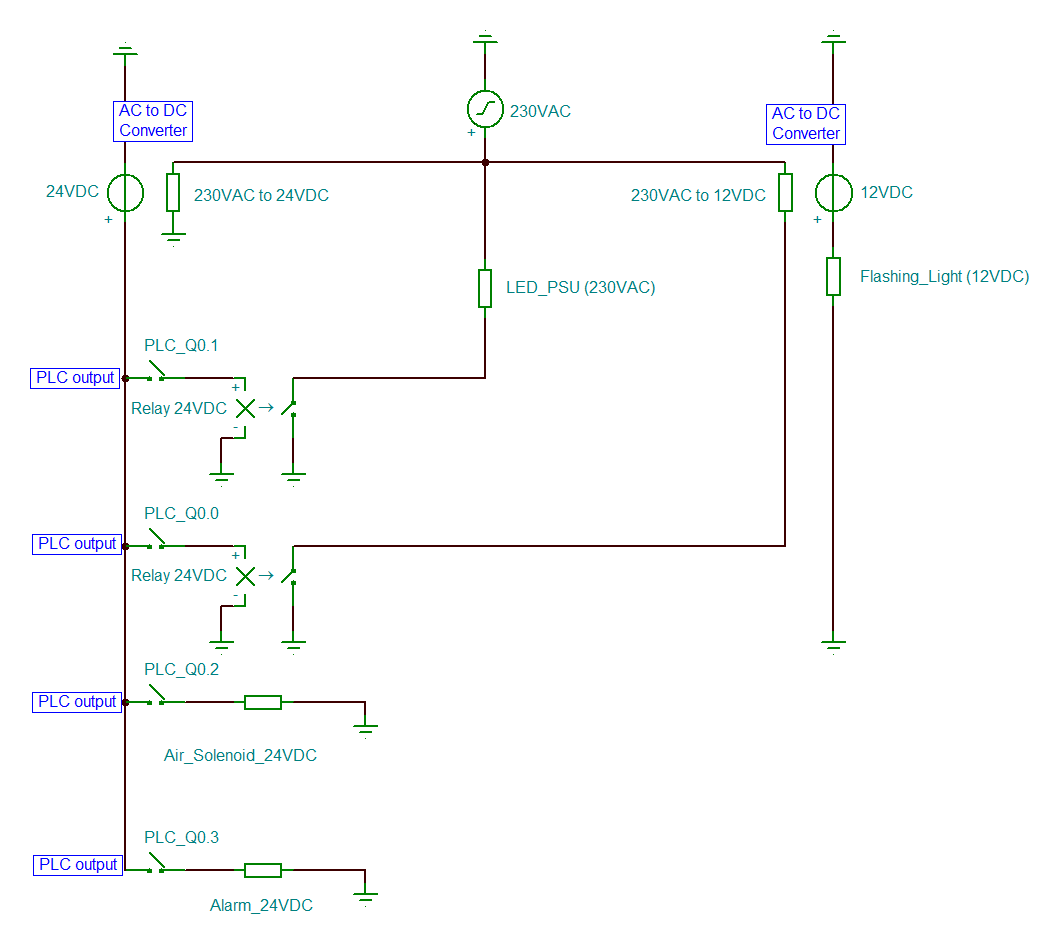 AC to DC
Converter
230VAC
AC to DC
Converter
24VDC
230VAC to 24VDC
230VAC to 12VDC
12VDC
LED_PSU (230VAC)
Flashing_Light (12VDC)
PLC_Q0.1
PLC output
Relay 24VDC
PLC_Q0.0
PLC output
Relay 24VDC
PLC_Q0.2
PLC output
Air_Solenoid_24VDC
PLC_Q0.3
PLC output
Alarm_24VDC